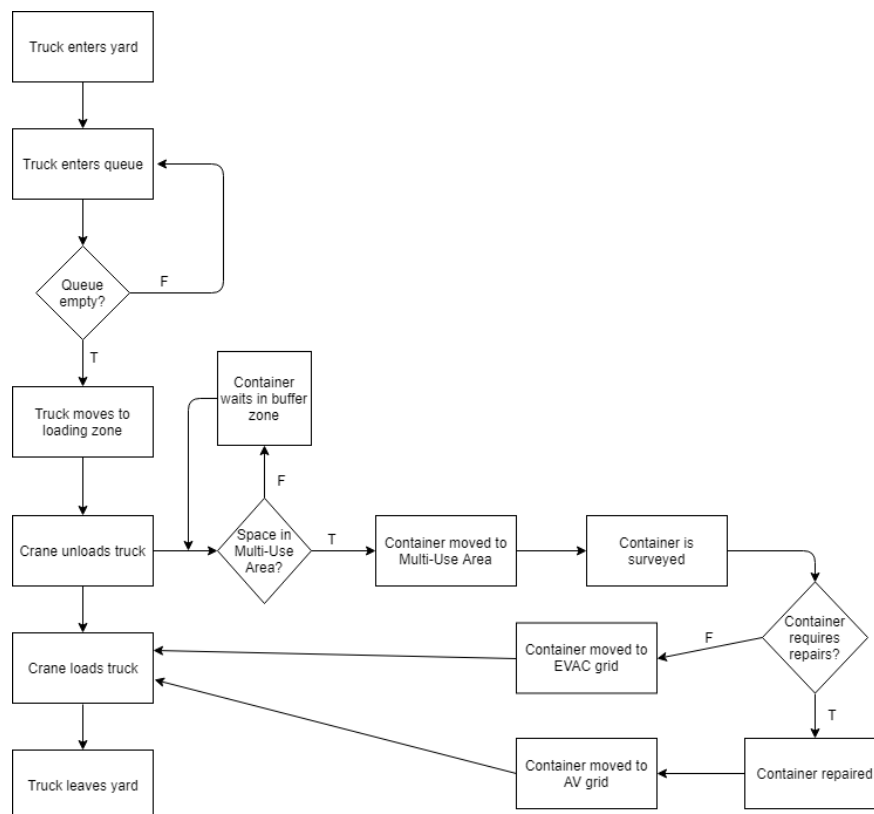 Truck enters yard
Truck enters queue
Queue
empty?
F
T
Truck moves to
loading zone
Container
waits in buffer
zone
F
Crane unloads truck
Space in
Multi-Use
Area?
T
Container moved to
Multi-Use Area
Container is
surveyed
Container
requires
repairs?
F
T
Container moved to
EVAC grid
Crane loads truck
Container repaired
Container moved to
AV grid
Truck leaves yard